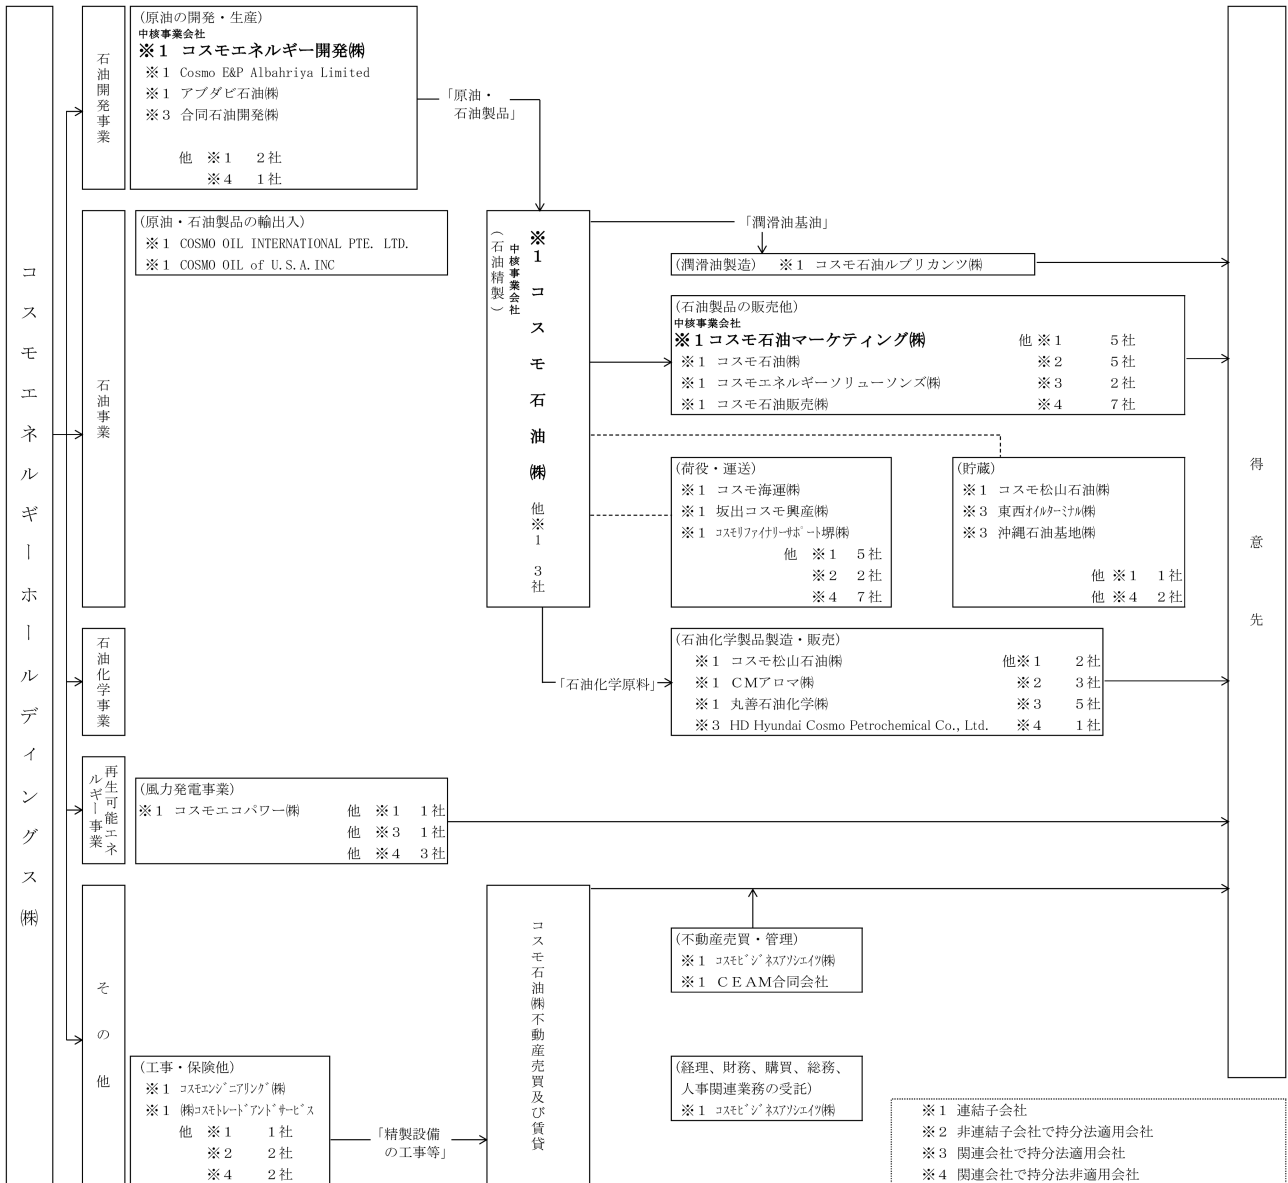 コスモエネルギーホールディングス㈱
石油開発事業
(原油の開発・生産)
中核事業会社
※1 コスモエネルギー開発㈱
※1 Cosmo E&P Albahriya Limited
※1 アブダビ石油㈱
※3 合同石油開発㈱
他 ※1 2社
※4 1社
「原油・
石油製品」
石油事業
(原油・石油製品の輸出入)
※1 COSMO OIL INTERNATIONAL PTE. LTD.
※1 COSMO OIL of U.S.A.INC
※1 コスモ石油㈱ 他※1 3社
中核事業会社
(石油精製)
「潤滑油基油」
(潤滑油製造) ※1 コスモ石油ルブリカンツ㈱
(石油製品の販売他)
中核事業会社
※1 コスモ石油マーケティング㈱ 他 ※1 5社
※1 コスモ石油㈱ ※2 5社
※1 コスモエネルギーソリューションズ㈱ ※3 2社
※1 コスモ石油販売㈱ ※4 7社
(荷役・運送)
※1 コスモ海運㈱
※1 坂出コスモ興産㈱
※1 コスモリファイナリーサポート堺㈱
他 ※1 5社
※2 2社
※4 7社
(貯蔵)
※1 コスモ松山石油㈱
※3 東西オイルターミナル㈱
※3 沖縄石油基地㈱
他 ※1 1社
他 ※4 2社
石油化学事業
「石油化学原料」
(石油化学製品製造・販売)
※1 コスモ松山石油㈱ 他※1 2社
※1 CMアロマ㈱ ※2 3社
※1 丸善石油化学㈱ ※3 5社
※3 HD Hyundai Cosmo Petrochemical Co., Ltd. ※4 1社
再生可能エネ
ルギー事業
(風力発電事業)
※1 コスモエコパワー㈱ 他 ※1 1社
他 ※3 1社
他 ※4 3社
その他
(工事・保険他)
※1 コスモエンジニアリング㈱
※1 ㈱コスモトレードアンドサービス
他 ※1 1社
※2 2社
※4 2社
「精製設備
の工事等」
コスモ石油㈱不動産売買及び賃貸
(不動産売買・管理)
※1 コスモビジネスアソシエイツ㈱
※1 CEAM合同会社
(経理、財務、購買、総務、
人事関連業務の受託)
※1 コスモビジネスアソシエイツ㈱
得意先
※1 連結子会社
※2 非連結子会社で持分法適用会社
※3 関連会社で持分法適用会社
※4 関連会社で持分法非適用会社